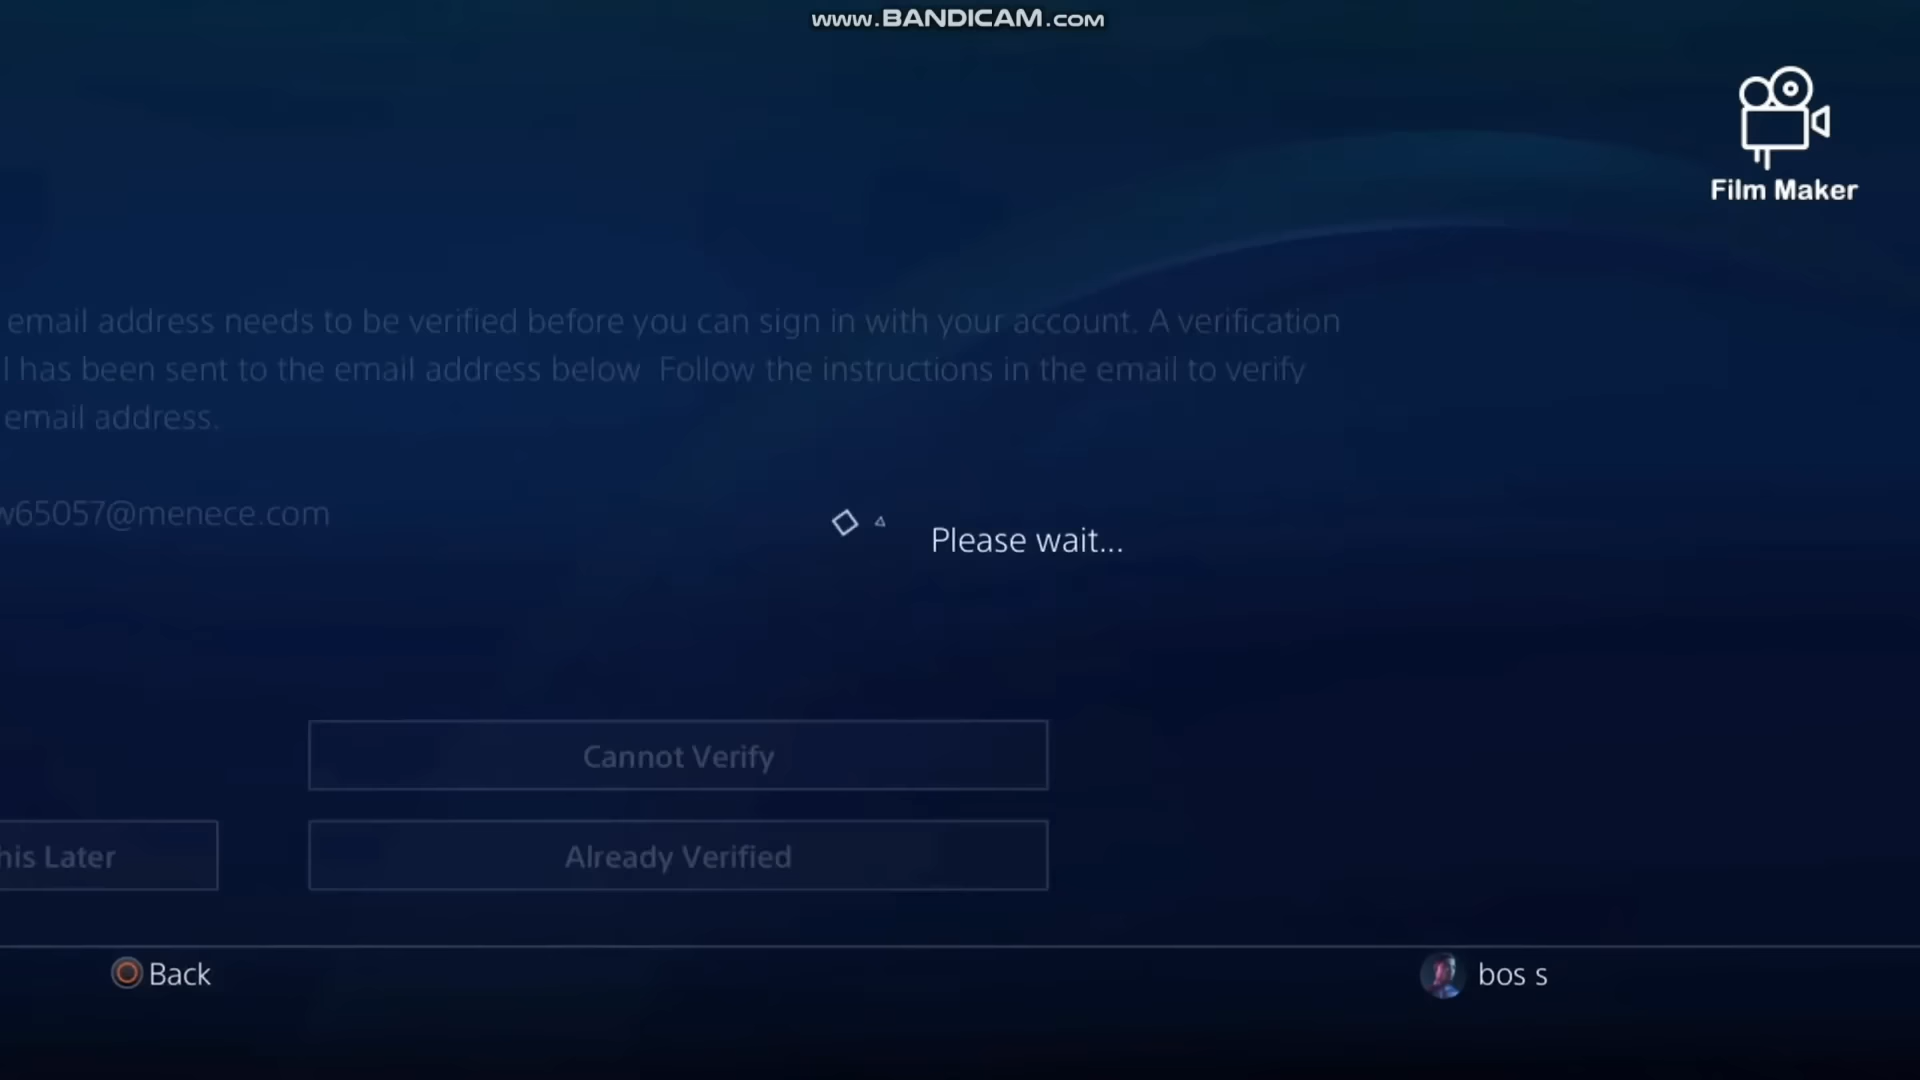 www.BANDICAM.com
Film Maker
email address needs to be verified before you can sign in with your account. A verification
l has been sent to the email address below. Follow the instructions in the email to verify
email address.
w65057@menece.com
Please wait...
Cannot Verify
his Later
Already Verified
Back
bos s